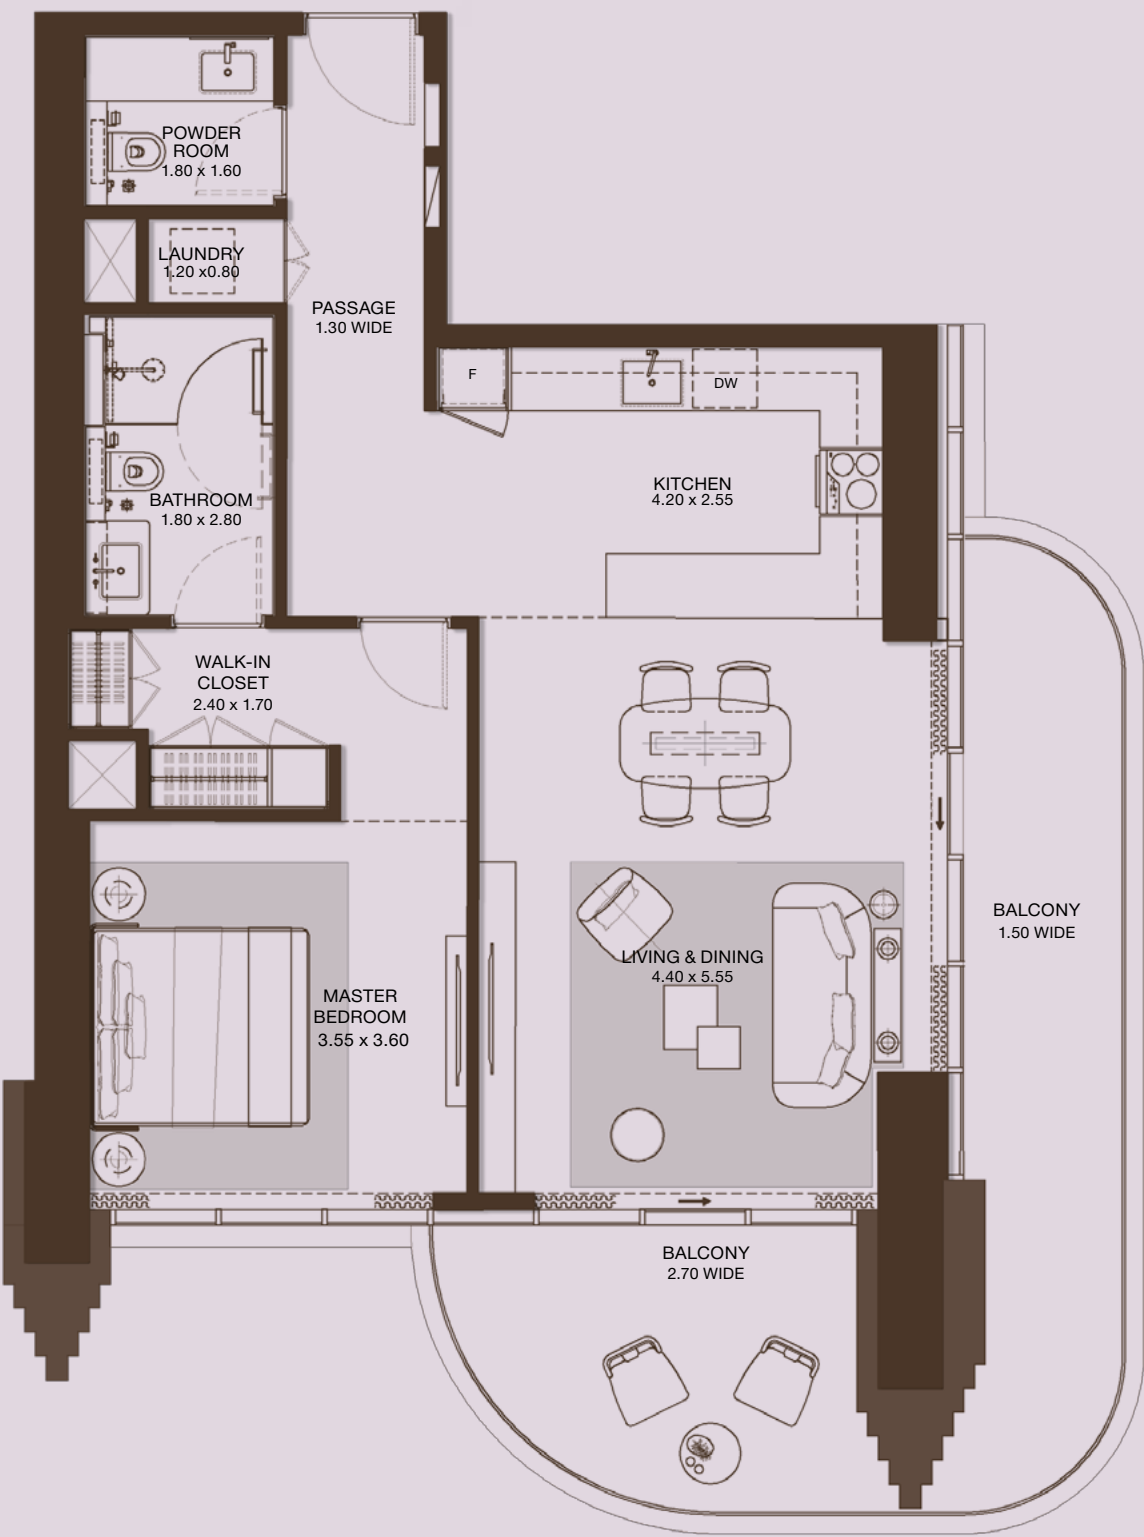 POWDER
ROOM
1.80 x 1.60
LAUNDRY
1.20 x0.80
PASSAGE
1.30 WIDE
F
DW
KITCHEN
4.20 x 2.55
BATHROOM
1.80 x 2.80
WALK-IN
CLOSET
2.40 x 1.70
BALCONY
1.50 WIDE
LIVING & DINING
4.40 x 5.55
MASTER
BEDROOM
3.55 x 3.60
BALCONY
2.70 WIDE